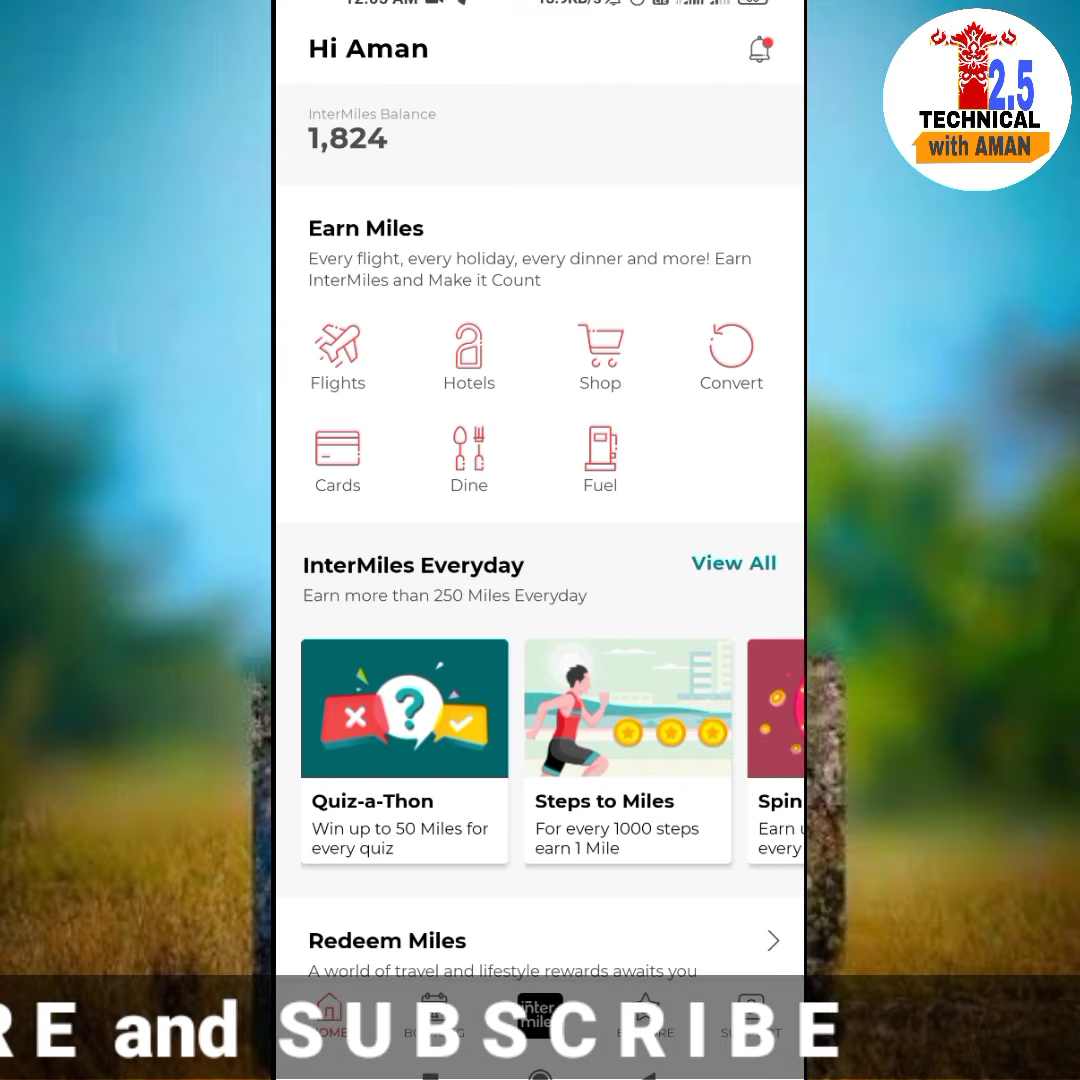 Hi Aman
2.5
TECHNICAL
with AMAN
InterMiles Balance
1,824
Earn Miles
Every flight, every holiday, every dinner and more! Earn
InterMiles and Make it Count
Flights Hotels Shop Convert
Cards Dine Fuel
InterMiles Everyday View All
Earn more than 250 Miles Everyday
Quiz-a-Thon
Win up to 50 Miles for
every quiz
Steps to Miles
For every 1000 steps
earn 1 Mile
Spin
Earn
every
Redeem Miles
A world of travel and lifestyle rewards awaits you
RE and SUBSCRIBE